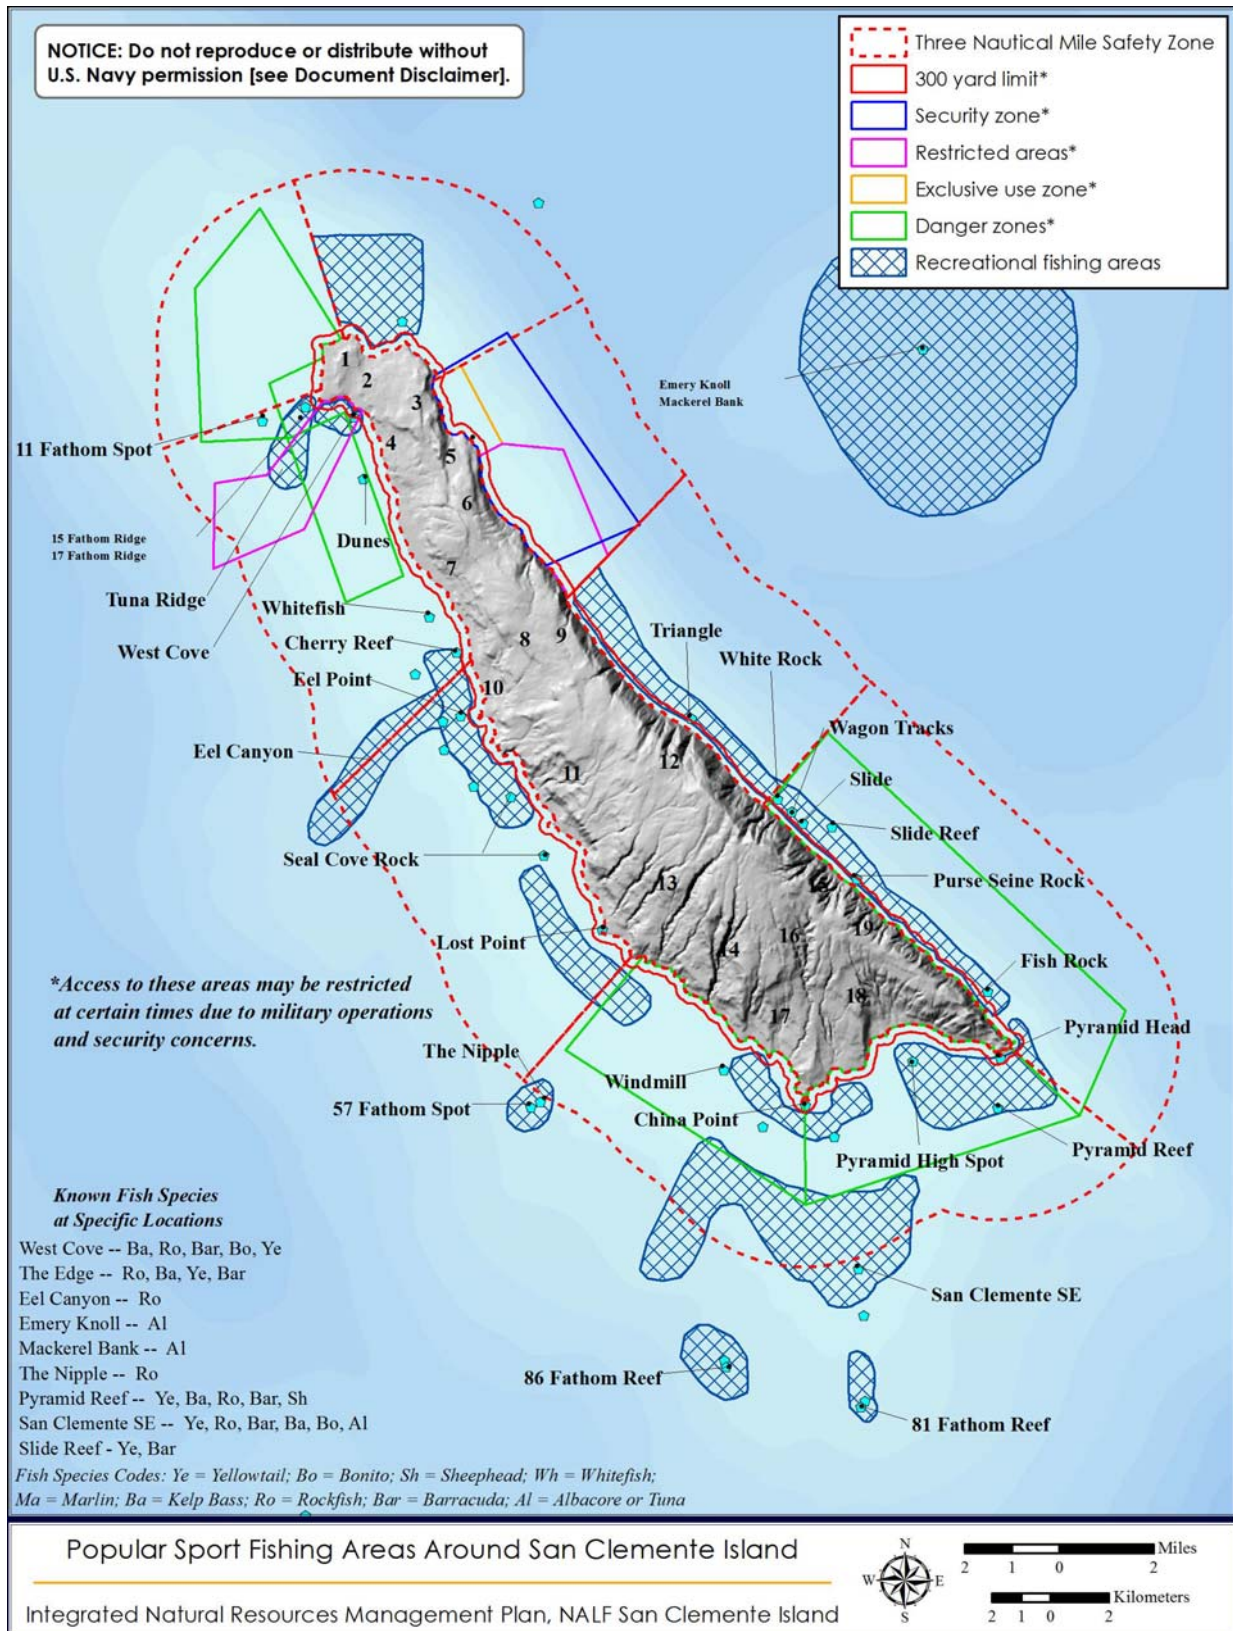 NOTICE: Do not reproduce or distribute without
U.S. Navy permission [see Document Disclaimer].
Three Nautical Mile Safety Zone
300 yard limit*
Security zone*
Restricted areas*
Exclusive use zone*
Danger zones*
Recreational fishing areas
1
2
3
4
5
6
7
8
9
10
11
12
13
14
15
16
17
18
19
Emery Knoll
Mackerel Bank
11 Fathom Spot
15 Fathom Ridge
17 Fathom Ridge
Dunes
Tuna Ridge
Whitefish
West Cove
Cherry Reef
Eel Point
Triangle
White Rock
Eel Canyon
Wagon Tracks
Slide
Slide Reef
Seal Cove Rock
Purse Seine Rock
Lost Point
Fish Rock
*Access to these areas may be restricted
at certain times due to military operations
and security concerns.
Pyramid Head
The Nipple
Windmill
57 Fathom Spot
China Point
Pyramid High Spot
Pyramid Reef
San Clemente SE
86 Fathom Reef
81 Fathom Reef
Known Fish Species
at Specific Locations
West Cove -- Ba, Ro, Bar, Bo, Ye
The Edge -- Ro, Ba, Ye, Bar
Eel Canyon -- Ro
Emery Knoll -- Al
Mackerel Bank -- Al
The Nipple -- Ro
Pyramid Reef -- Ye, Ba, Ro, Bar, Sh
San Clemente SE -- Ye, Ro, Bar, Ba, Bo, Al
Slide Reef - Ye, Bar
Fish Species Codes: Ye = Yellowtail; Bo = Bonito; Sh = Sheephead; Wh = Whitefish;
Ma = Marlin; Ba = Kelp Bass; Ro = Rockfish; Bar = Barracuda; Al = Albacore or Tuna
Popular Sport Fishing Areas Around San Clemente Island
Integrated Natural Resources Management Plan, NALF San Clemente Island
N
W E
S
Miles
2 1 0 2
Kilometers
2 1 0 2